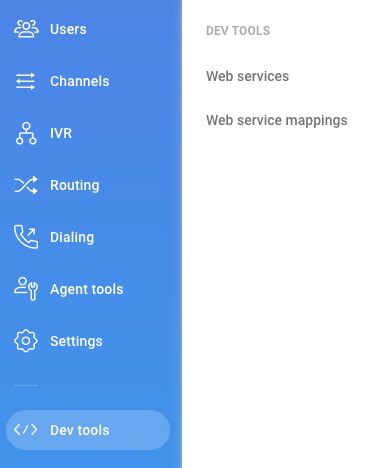 Users
Channels
IVR
Routing
Dialing
Agent tools
Settings
Dev tools
DEV TOOLS
Web services
Web service mappings